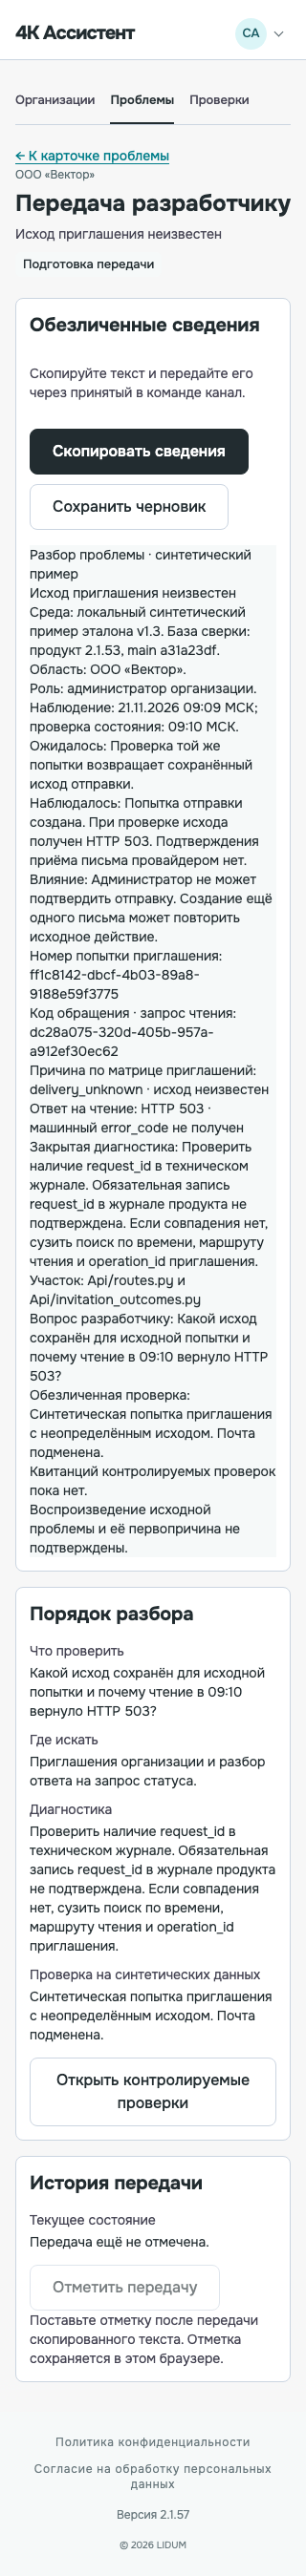 4K Ассистент
СА
Организации Проблемы Проверки
← К карточке проблемы
ООО «Вектор»
Передача разработчику
Исход приглашения неизвестен
Подготовка передачи
Обезличенные сведения
Скопируйте текст и передайте его
через принятый в команде канал.
Скопировать сведения
Сохранить черновик
Разбор проблемы · синтетический
пример
Исход приглашения неизвестен
Среда: локальный синтетический
пример эталона v1.3. База сверки:
продукт 2.1.53, main a31a23df.
Область: ООО «Вектор».
Роль: администратор организации.
Наблюдение: 21.11.2026 09:09 МСК;
проверка состояния: 09:10 МСК.
Ожидалось: Проверка той же
попытки возвращает сохранённый
исход отправки.
Наблюдалось: Попытка отправки
создана. При проверке исхода
получен HTTP 503. Подтверждения
приёма письма провайдером нет.
Влияние: Администратор не может
подтвердить отправку. Создание ещё
одного письма может повторить
исходное действие.
Номер попытки приглашения:
ff1c8142-dbcf-4b03-89a8-
9188e59f3775
Код обращения · запрос чтения:
dc28a075-320d-405b-957a-
a912ef30ec62
Причина по матрице приглашений:
delivery_unknown · исход неизвестен
Ответ на чтение: HTTP 503 ·
машинный error_code не получен
Закрытая диагностика: Проверить
наличие request_id в техническом
журнале. Обязательная запись
request_id в журнале продукта не
подтверждена. Если совпадения нет,
сузить поиск по времени, маршруту
чтения и operation_id приглашения.
Участок: Api/routes.py и
Api/invitation_outcomes.py
Вопрос разработчику: Какой исход
сохранён для исходной попытки и
почему чтение в 09:10 вернуло HTTP
503?
Обезличенная проверка:
Синтетическая попытка приглашения
с неопределённым исходом. Почта
подменена.
Квитанций контролируемых проверок
пока нет.
Воспроизведение исходной
проблемы и её первопричина не
подтверждены.
Порядок разбора
Что проверить
Какой исход сохранён для исходной
попытки и почему чтение в 09:10
вернуло HTTP 503?
Где искать
Приглашения организации и разбор
ответа на запрос статуса.
Диагностика
Проверить наличие request_id в
техническом журнале. Обязательная
запись request_id в журнале продукта
не подтверждена. Если совпадения
нет, сузить поиск по времени,
маршруту чтения и operation_id
приглашения.
Проверка на синтетических данных
Синтетическая попытка приглашения
с неопределённым исходом. Почта
подменена.
Открыть контролируемые
проверки
История передачи
Текущее состояние
Передача ещё не отмечена.
Отметить передачу
Поставьте отметку после передачи
скопированного текста. Отметка
сохраняется в этом браузере.
Политика конфиденциальности
Согласие на обработку персональных
данных
Версия 2.1.57
© 2026 LIDUM